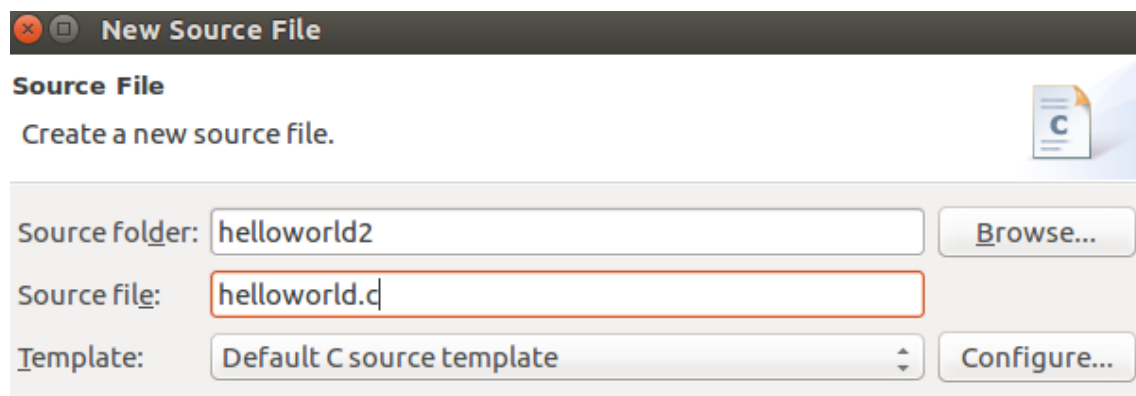 New Source File
Source File
Create a new source file.
C
Source folder: helloworld2 Browse...
Source file: helloworld.c
Template: Default C source template Configure...